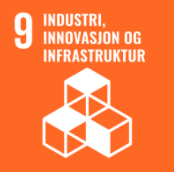 9 INDUSTRI,
INNOVASJON OG
INFRASTRUKTUR